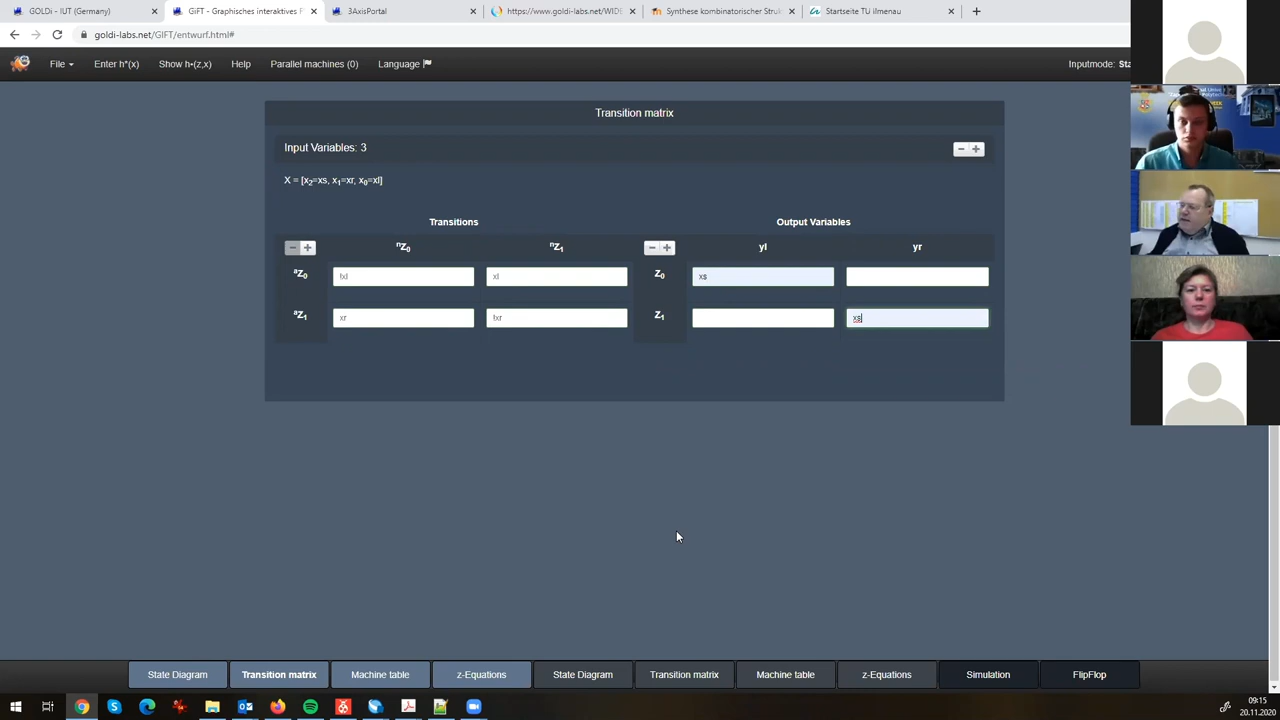 GOLDi - IUT (Germany)
GiFT - Graphisches interaktives F
3AxisPortal
https://www.goldi-labs.net/WIDE
Synthese kombinatorischer Struk
Startseite TU ilmenau
goldi-labs.net/GIFT/entwurf.html#
File Enter h*(x) Show h•(z,x) Help Parallel machines (0) Language Inputmode: Sta
Transition matrix
Input Variables: 3
X = [x2=xs, x1=xr, x0=xl]
Transitions Output Variables
nZ0 nZ1 yl yr
aZ0 !xl xl Z0 xs
aZ1 xr !xr Z1 xs
State Diagram Transition matrix Machine table z-Equations State Diagram Transition matrix Machine table z-Equations Simulation FlipFlop
09:15
20.11.2020